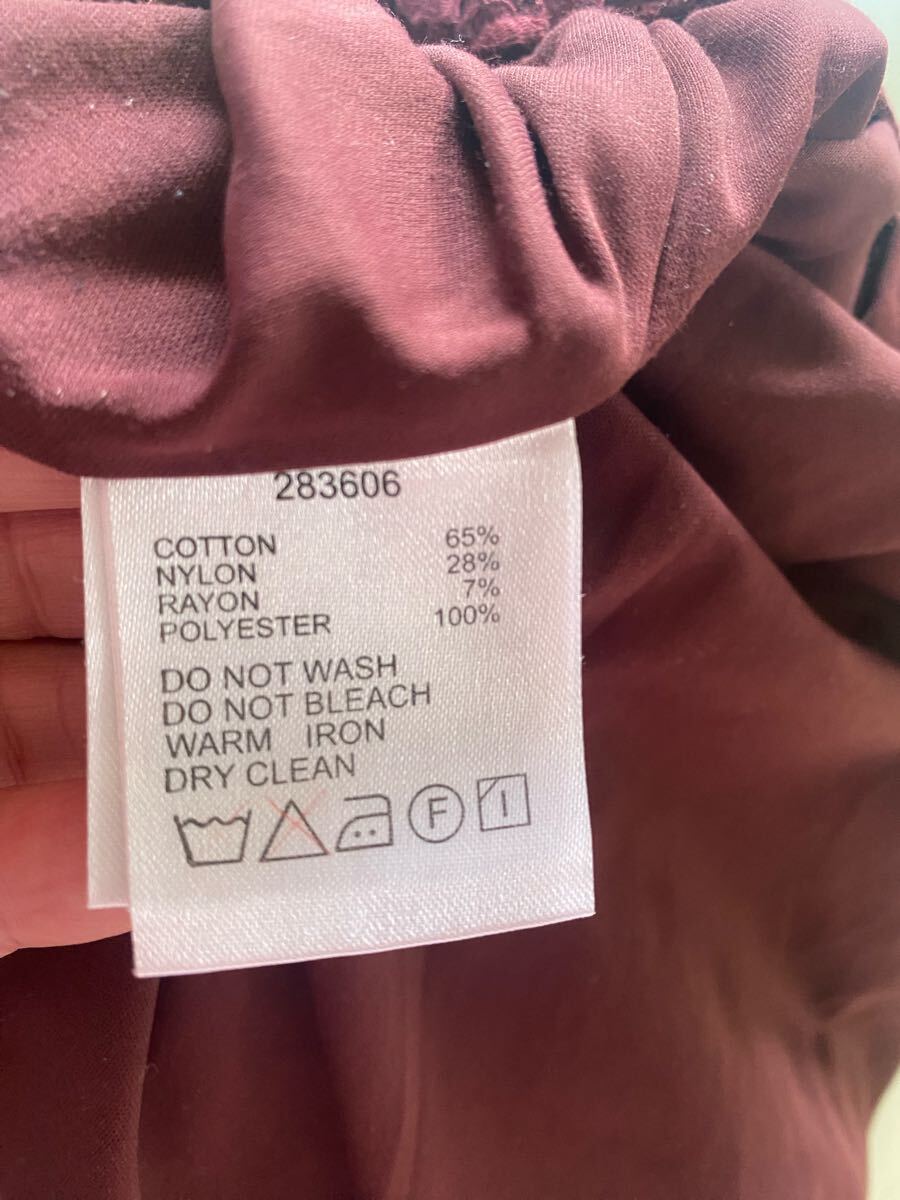 283606
COTTON 65%
NYLON 28%
RAYON 7%
POLYESTER 100%
DO NOT WASH
DO NOT BLEACH
WARM IRON
DRY CLEAN
F